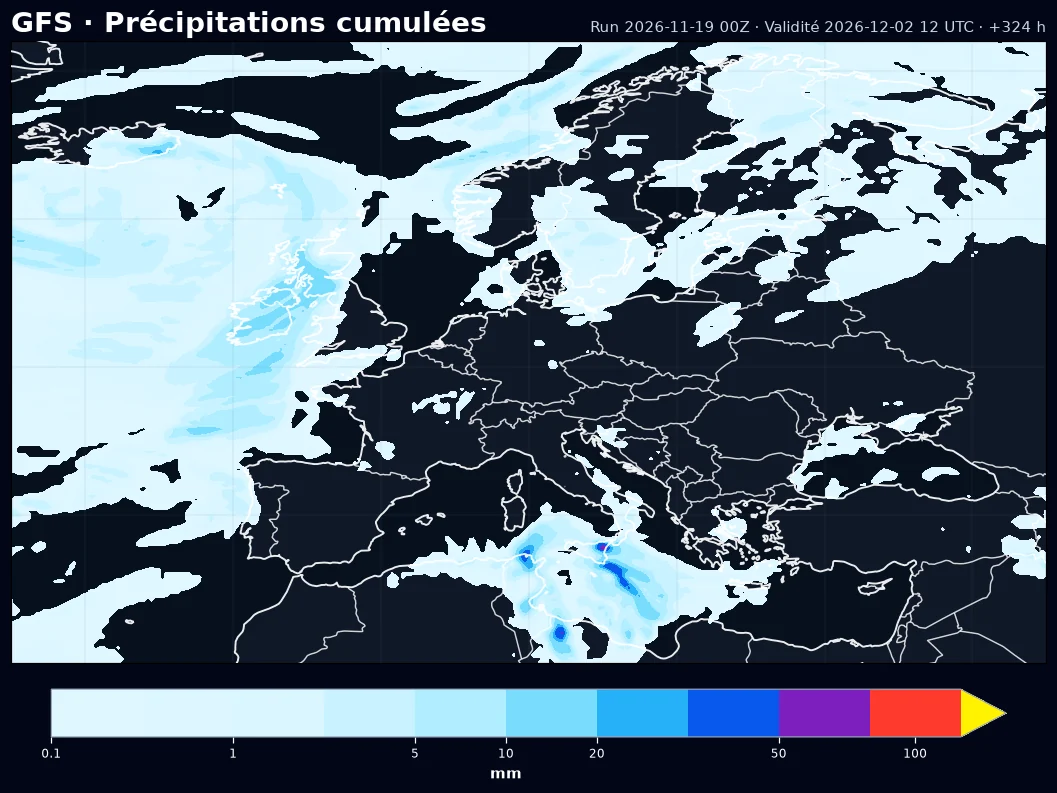 GFS · Précipitations cumulées
Run 2026-11-19 00Z · Validité 2026-12-02 12 UTC · +324 h
0.1 1 5 10 20 50 100
mm